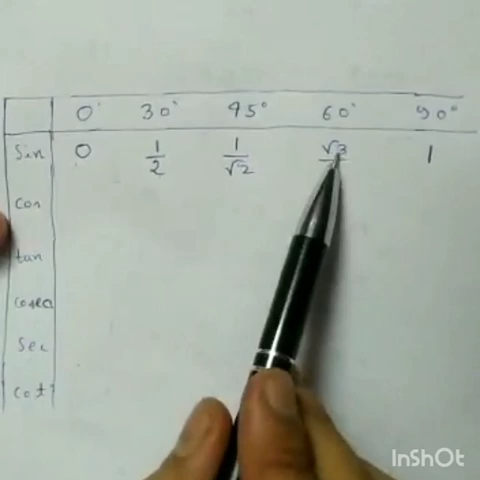 0° 30° 45° 60° 90°
Sin 0 1/2 1/√2 √3 1
Cos
tan
Cosec
Sec
Cot
InShOt